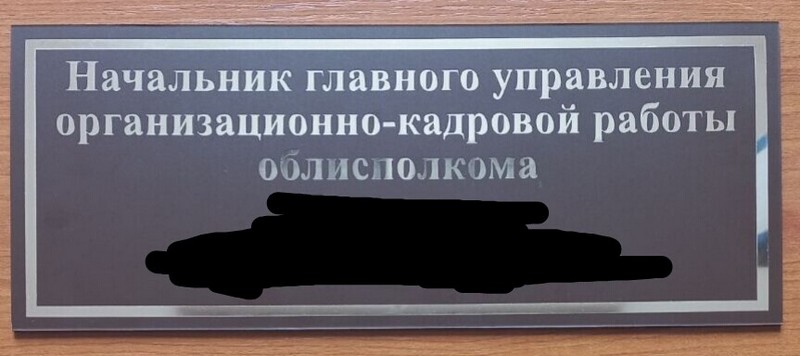 Начальник главного управления
организационно-кадровой работы
облисполкома